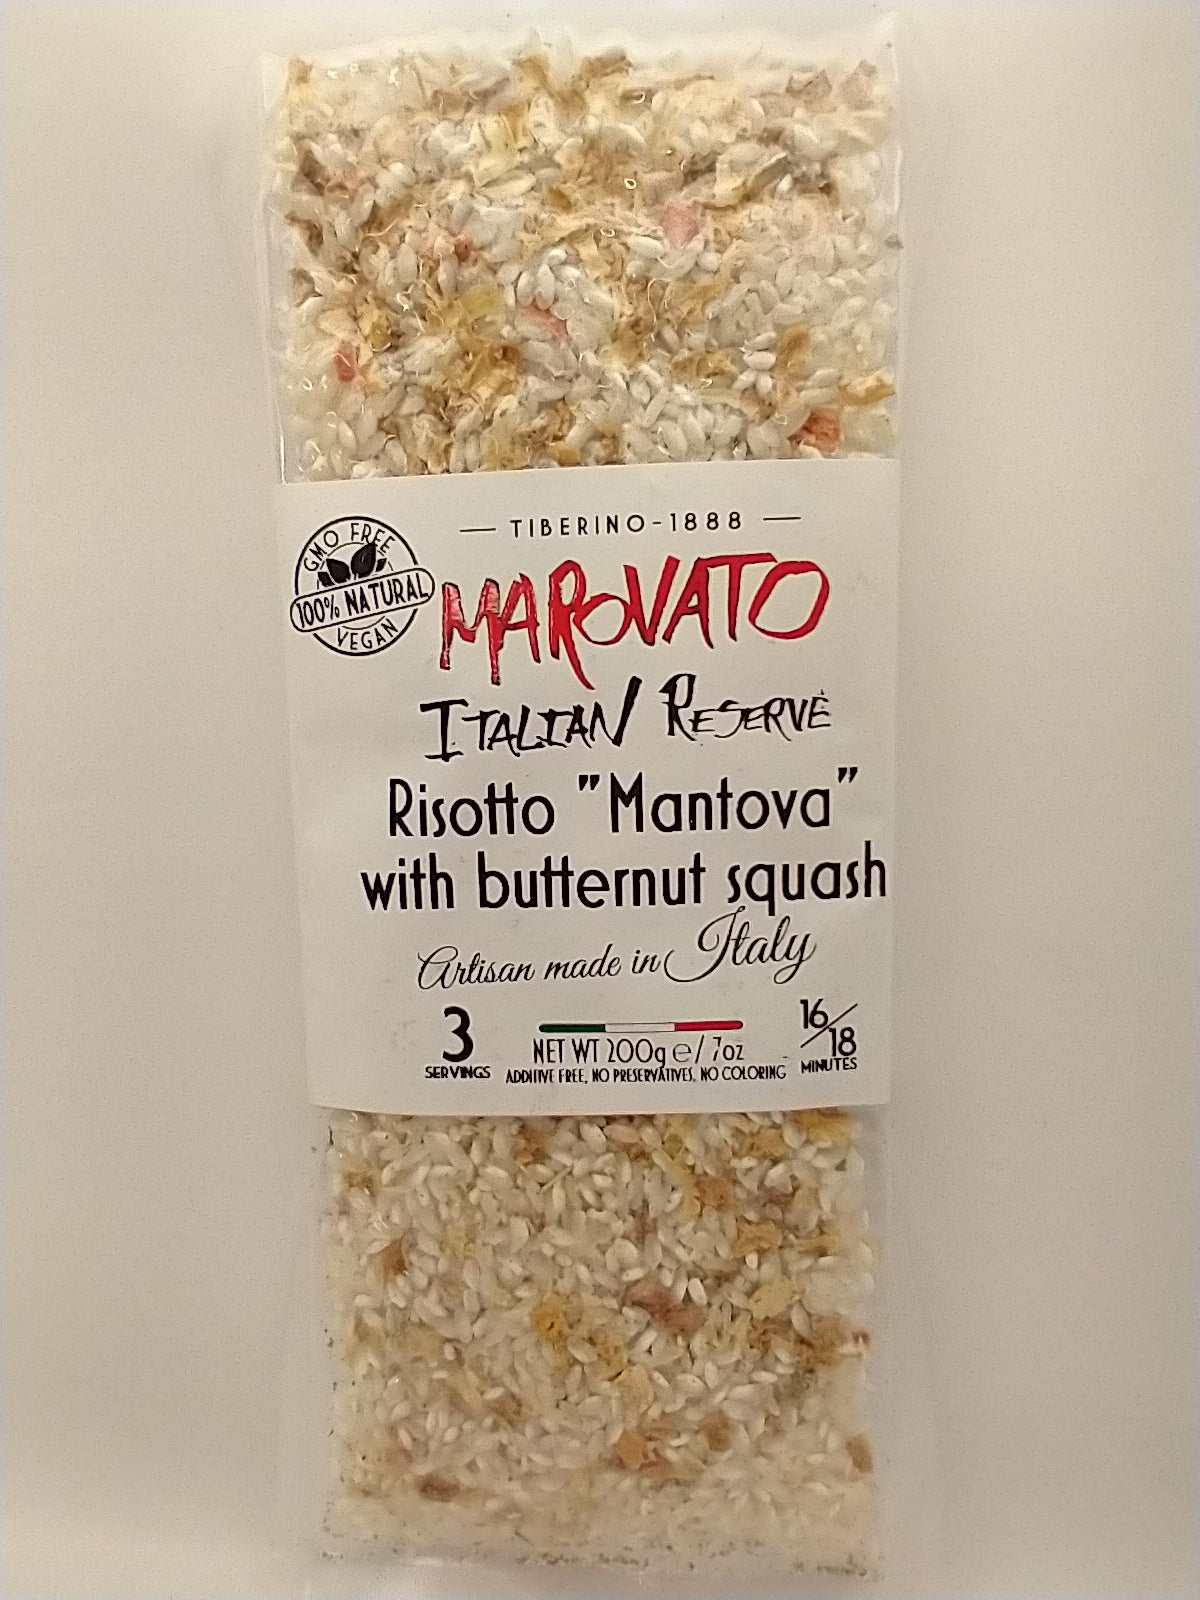 TIBERINO-1888
GMO FREE
100% NATURAL
VEGAN
MAROVATO
ITALIAN RESERVE
Risotto "Mantova"
with butternut squash
Artisan made in Italy
3
SERVINGS
NET WT 200g e / 7oz
ADDITIVE FREE, NO PRESERVATIVES, NO COLORING
16/18
MINUTES